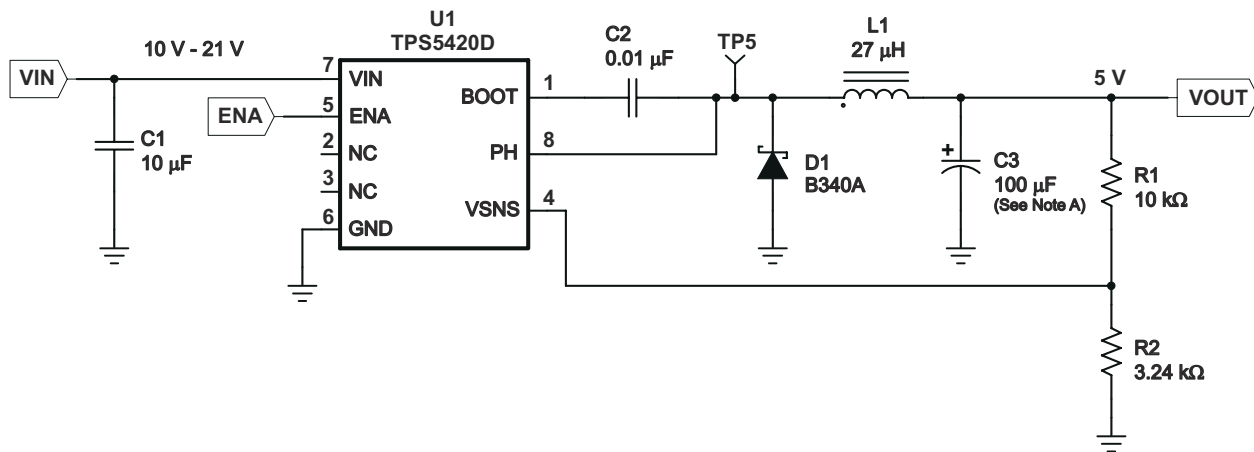 U1
TPS5420D
10 V - 21 V
VIN
C1
10 μF
ENA
7
5
2
3
6
VIN
ENA
NC
NC
GND
BOOT
PH
VSNS
1
8
4
C2
0.01 μF
TP5
L1
27 μH
D1
B340A
+
C3
100 μF
(See Note A)
5 V
VOUT
R1
10 kΩ
R2
3.24 kΩ